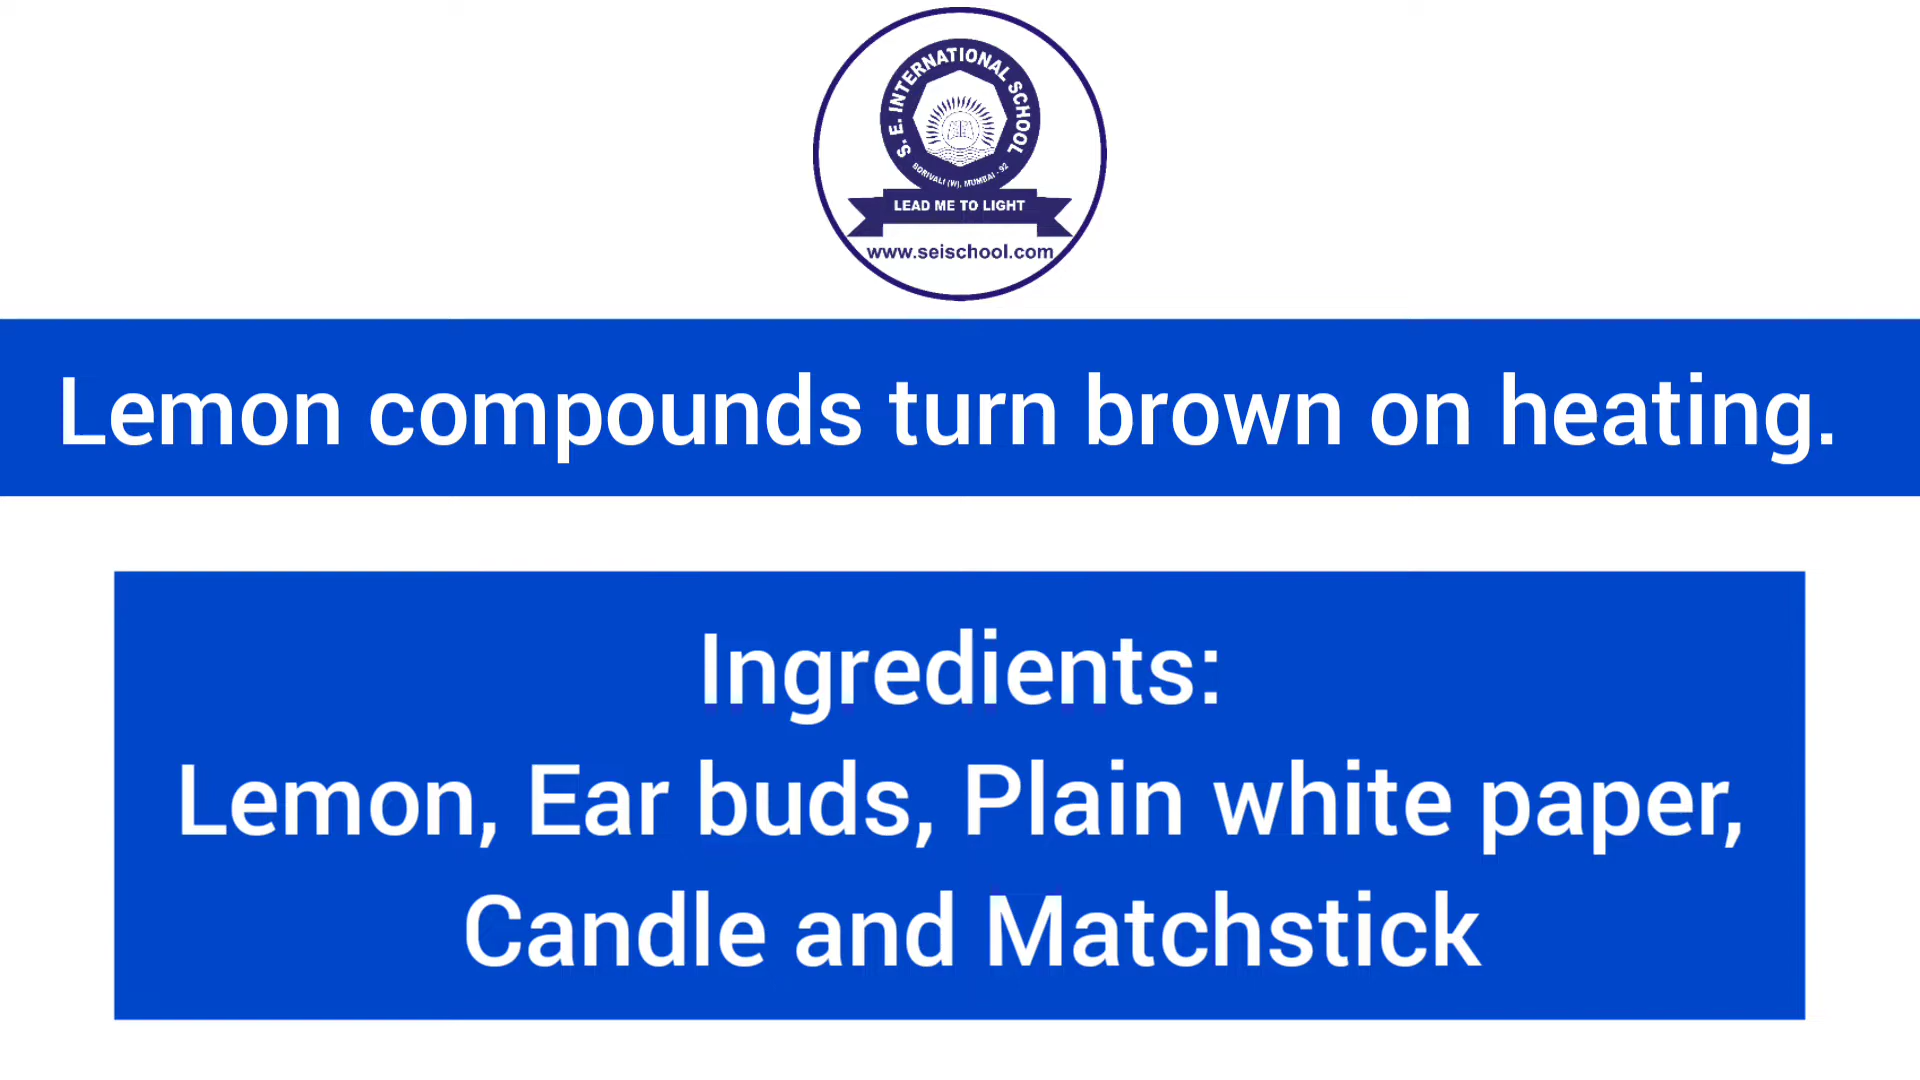 S. E. INTERNATIONAL SCHOOL
BORIVALI (W), MUMBAI - 92
LEAD ME TO LIGHT
www.seischool.com
Lemon compounds turn brown on heating.
Ingredients:
Lemon, Ear buds, Plain white paper,
Candle and Matchstick